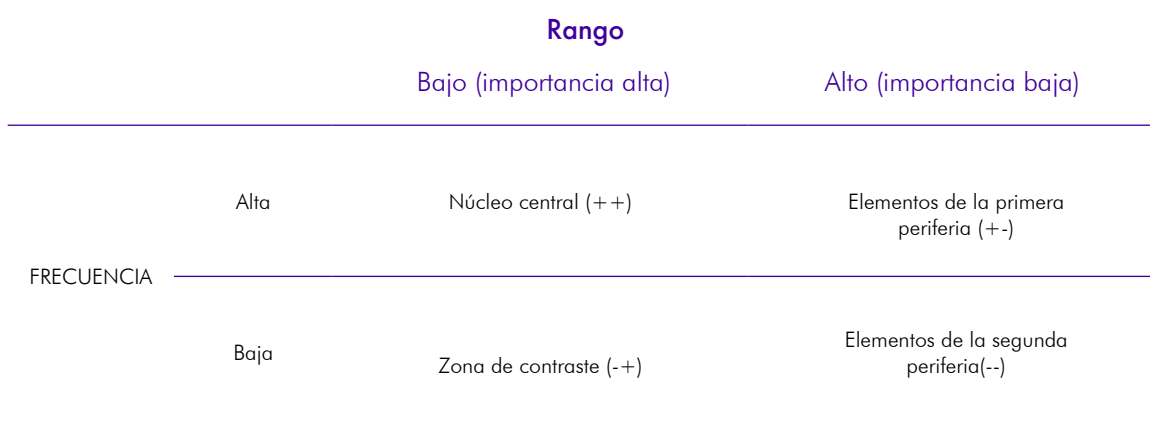 Rango
Bajo (importancia alta)
Alto (importancia baja)
Alta
Núcleo central (++)
Elementos de la primera
periferia (+-)
FRECUENCIA
Baja
Zona de contraste (-+)
Elementos de la segunda
periferia(--)